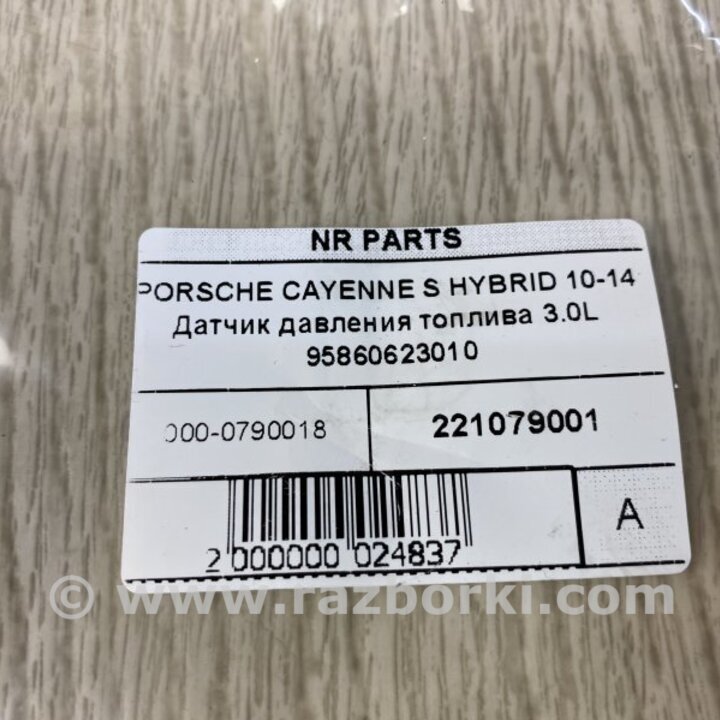 NR PARTS
PORSCHE CAYENNE S HYBRID 10-14
Датчик давления топлива 3.0L
95860623010
000-0790018
221079001
A
2 000000 024837
© www.razborki.com